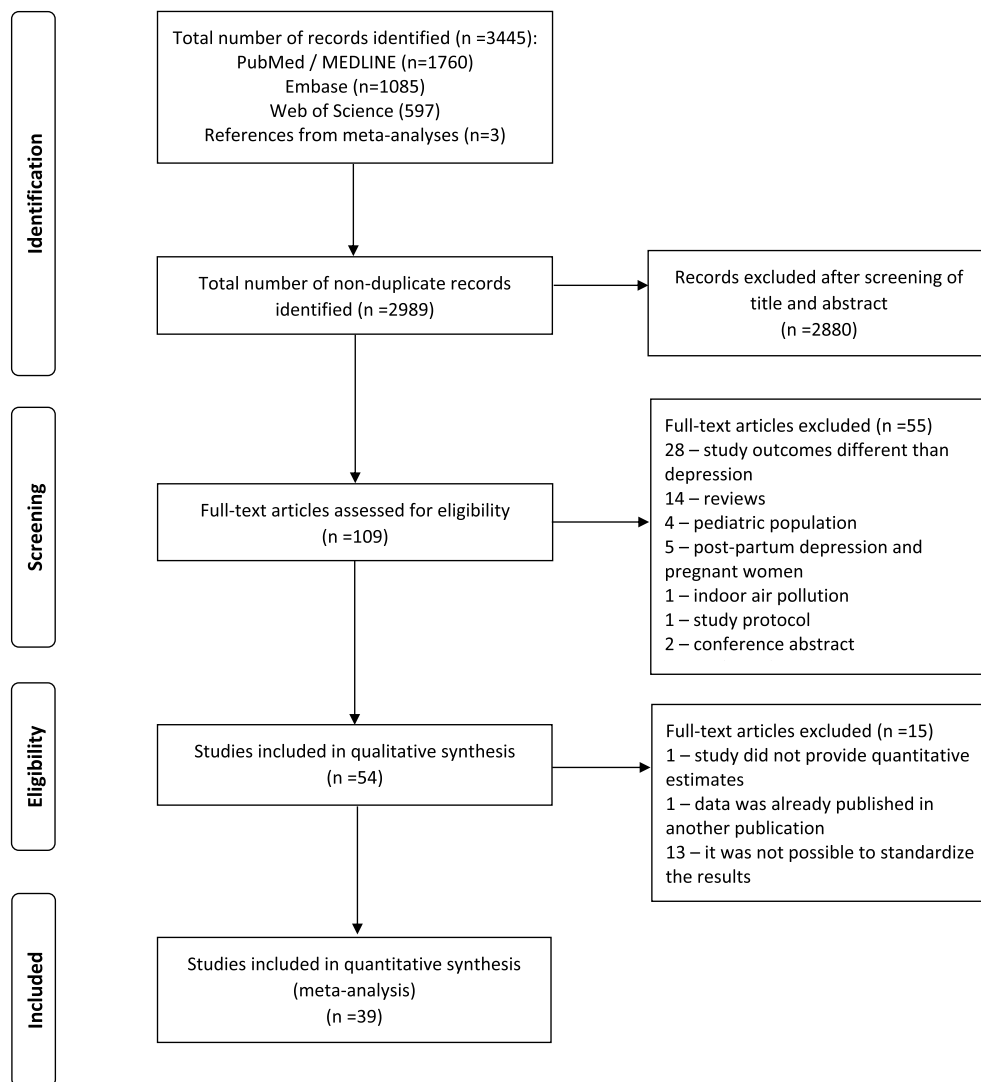 Identification
Total number of records identified (n =3445):
PubMed / MEDLINE (n=1760)
Embase (n=1085)
Web of Science (597)
References from meta-analyses (n=3)
Total number of non-duplicate records
identified (n =2989)
Records excluded after screening of
title and abstract
(n =2880)
Screening
Full-text articles assessed for eligibility
(n =109)
Full-text articles excluded (n =55)
28 – study outcomes different than
depression
14 – reviews
4 – pediatric population
5 – post-partum depression and
pregnant women
1 – indoor air pollution
1 – study protocol
2 – conference abstract
Eligibility
Studies included in qualitative synthesis
(n =54)
Full-text articles excluded (n =15)
1 – study did not provide quantitative
estimates
1 – data was already published in
another publication
13 – it was not possible to standardize
the results
Included
Studies included in quantitative synthesis
(meta-analysis)
(n =39)